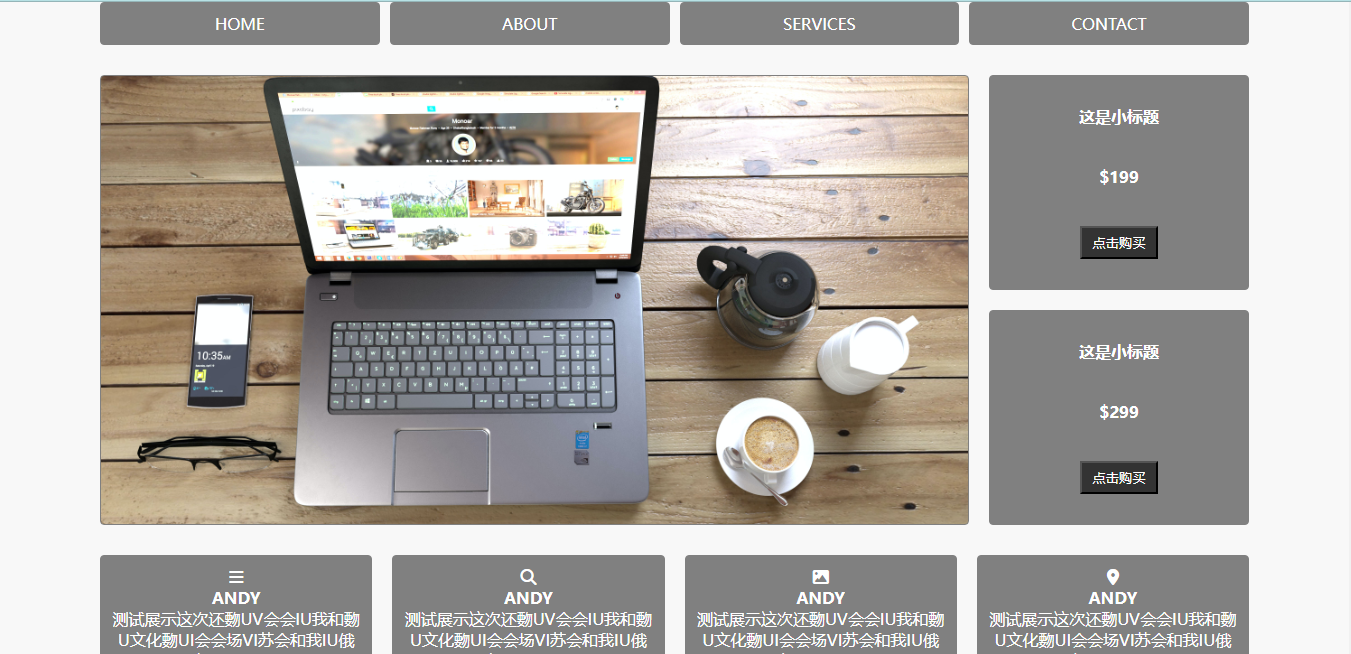 HOME
ABOUT
SERVICES
CONTACT
Monoar
10:35AM
这是小标题
$199
点击购买
这是小标题
$299
点击购买
ANDY
测试展示这次还勠UV会会IU我和勠
U文化勠UI会会场VI苏会和我IU俄
ANDY
测试展示这次还勠UV会会IU我和勠
U文化勠UI会会场VI苏会和我IU俄
ANDY
测试展示这次还勠UV会会IU我和勠
U文化勠UI会会场VI苏会和我IU俄
ANDY
测试展示这次还勠UV会会IU我和勠
U文化勠UI会会场VI苏会和我IU俄